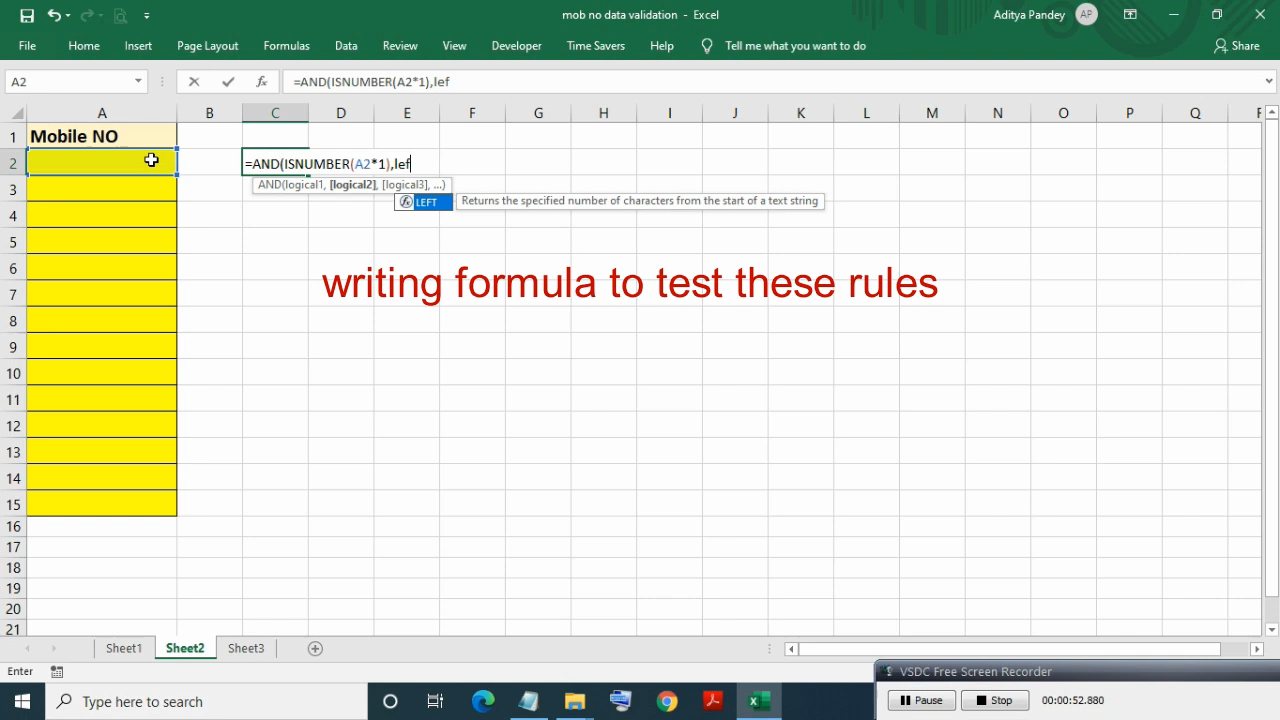 mob no data validation - Excel
Aditya Pandey AP
File Home Insert Page Layout Formulas Data Review View Developer Time Savers Help Tell me what you want to do Share
A2 fx =AND(ISNUMBER(A2*1),lef
A B C D E F G H I J K L M N O P Q
1 Mobile NO
2 =AND(ISNUMBER(A2*1),lef
AND(logical1, [logical2], [logical3], ...)
3
LEFT Returns the specified number of characters from the start of a text string
4
5
6
writing formula to test these rules
7
8
9
10
11
12
13
14
15
16
17
18
19
20
21
Sheet1 Sheet2 Sheet3
Enter
VSDC Free Screen Recorder
Type here to search
Pause Stop 00:00:52.880